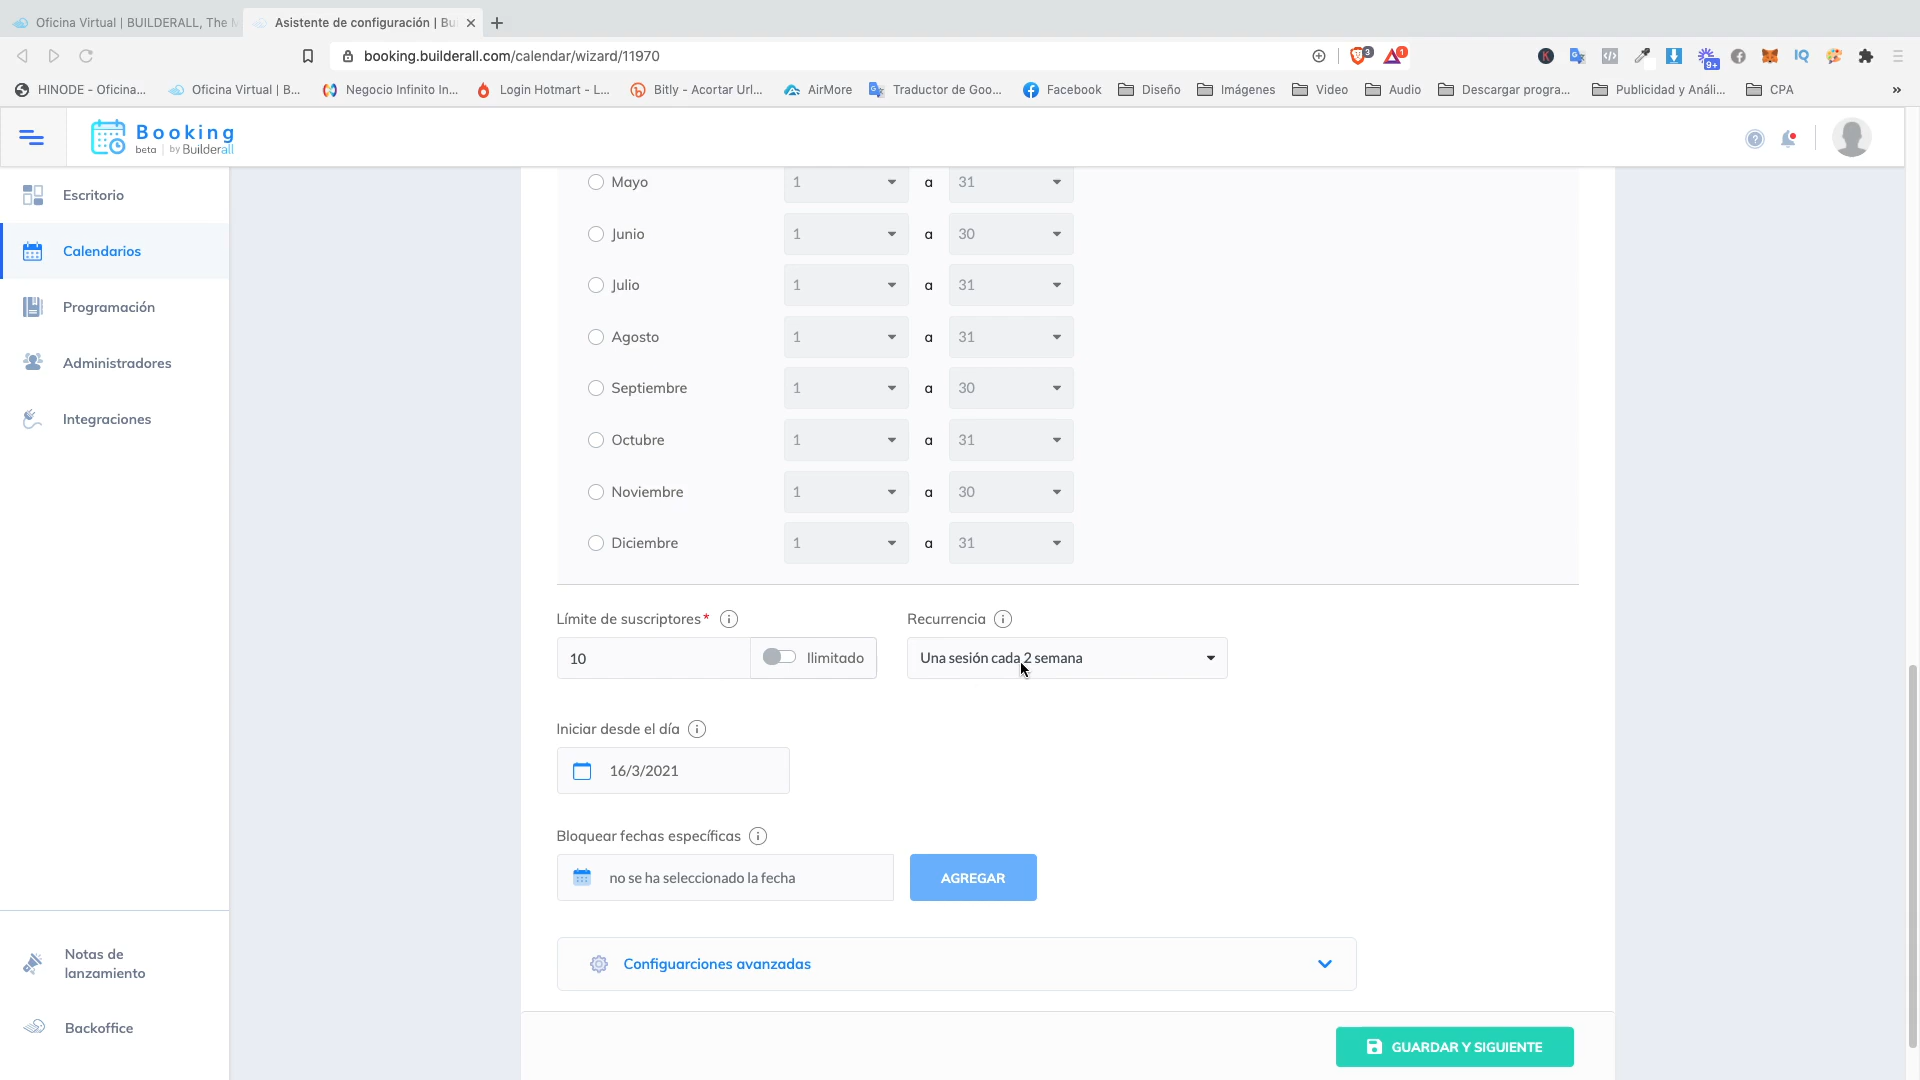 Oficina Virtual | BUILDERALL, The M
Asistente de configuración | Bu
booking.builderall.com/calendar/wizard/11970
3
1
K
9+
IQ
HINODE - Oficina...
Oficina Virtual | B...
Negocio Infinito In...
Login Hotmart - L...
Bitly - Acortar Url...
AirMore
Traductor de Goo...
Facebook
Diseño
Imágenes
Video
Audio
Descargar progra...
Publicidad y Análi...
CPA
»
Booking
beta | by Builderall
?
Escritorio
Calendarios
Programación
Administradores
Integraciones
Notas de
lanzamiento
Backoffice
Mayo 1 a 31
Junio 1 a 30
Julio 1 a 31
Agosto 1 a 31
Septiembre 1 a 30
Octubre 1 a 31
Noviembre 1 a 30
Diciembre 1 a 31
Límite de suscriptores* i
Recurrencia i
10 Ilimitado
Una sesión cada 2 semana
Iniciar desde el día i
16/3/2021
Bloquear fechas específicas i
no se ha seleccionado la fecha
AGREGAR
Configuarciones avanzadas
GUARDAR Y SIGUIENTE